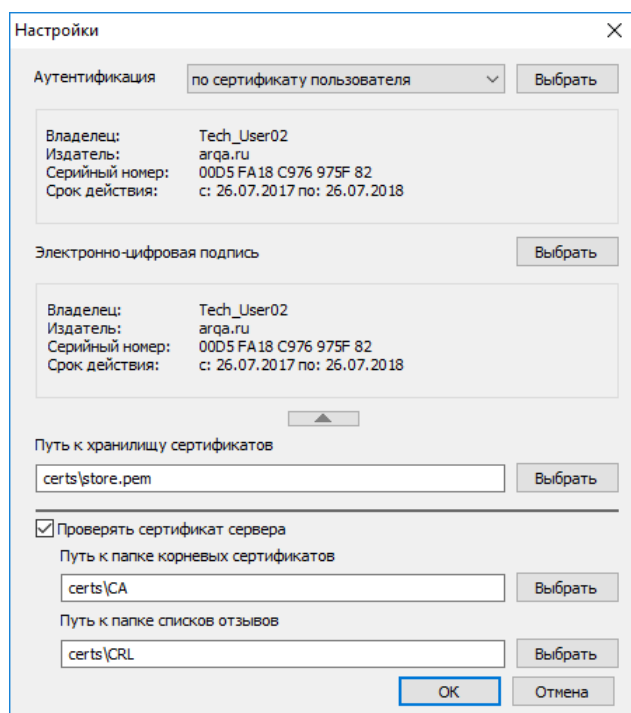 Настройки
Аутентификация по сертификату пользователя Выбрать
Владелец: Tech_User02
Издатель: arqa.ru
Серийный номер: 00D5 FA18 C976 975F 82
Срок действия: с: 26.07.2017 по: 26.07.2018
Электронно-цифровая подпись Выбрать
Владелец: Tech_User02
Издатель: arqa.ru
Серийный номер: 00D5 FA18 C976 975F 82
Срок действия: с: 26.07.2017 по: 26.07.2018
Путь к хранилищу сертификатов
certs\store.pem Выбрать
Проверять сертификат сервера
Путь к папке корневых сертификатов
certs\CA Выбрать
Путь к папке списков отзывов
certs\CRL Выбрать
OK Отмена